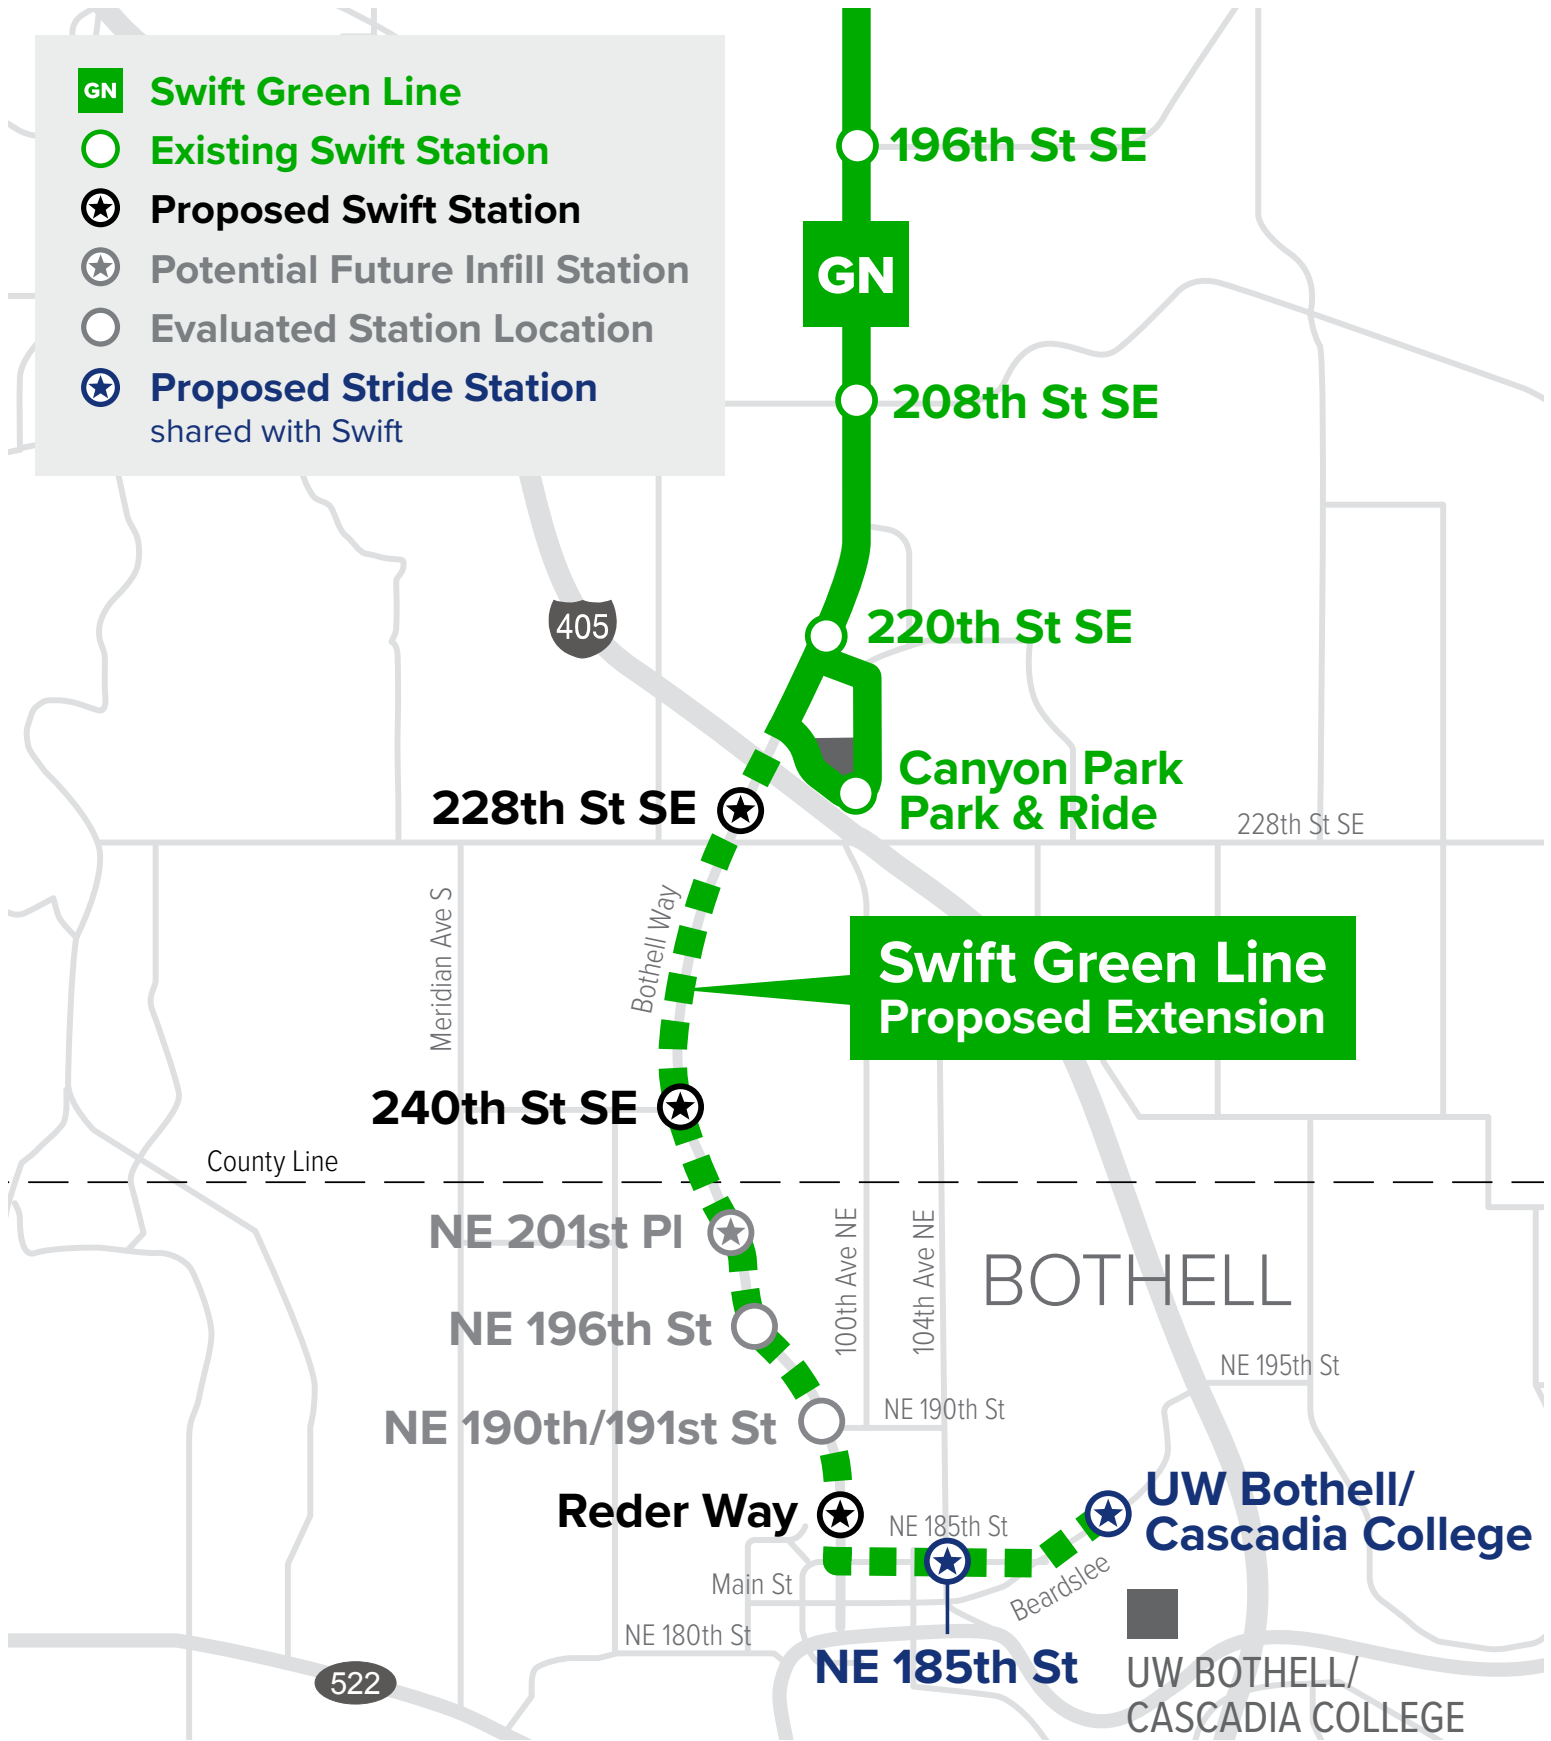 GN Swift Green Line
Existing Swift Station
Proposed Swift Station
Potential Future Infill Station
Evaluated Station Location
Proposed Stride Station
shared with Swift
196th St SE
GN
208th St SE
405
220th St SE
Canyon Park
Park & Ride
228th St SE
228th St SE
Meridian Ave S
Bothell Way
Swift Green Line
Proposed Extension
240th St SE
County Line
NE 201st Pl
100th Ave NE
104th Ave NE
BOTHELL
NE 196th St
NE 195th St
NE 190th/191st St
NE 190th St
UW Bothell/
Cascadia College
Reder Way
NE 185th St
Main St
Beardslee
NE 180th St
NE 185th St
522
UW BOTHELL/
CASCADIA COLLEGE